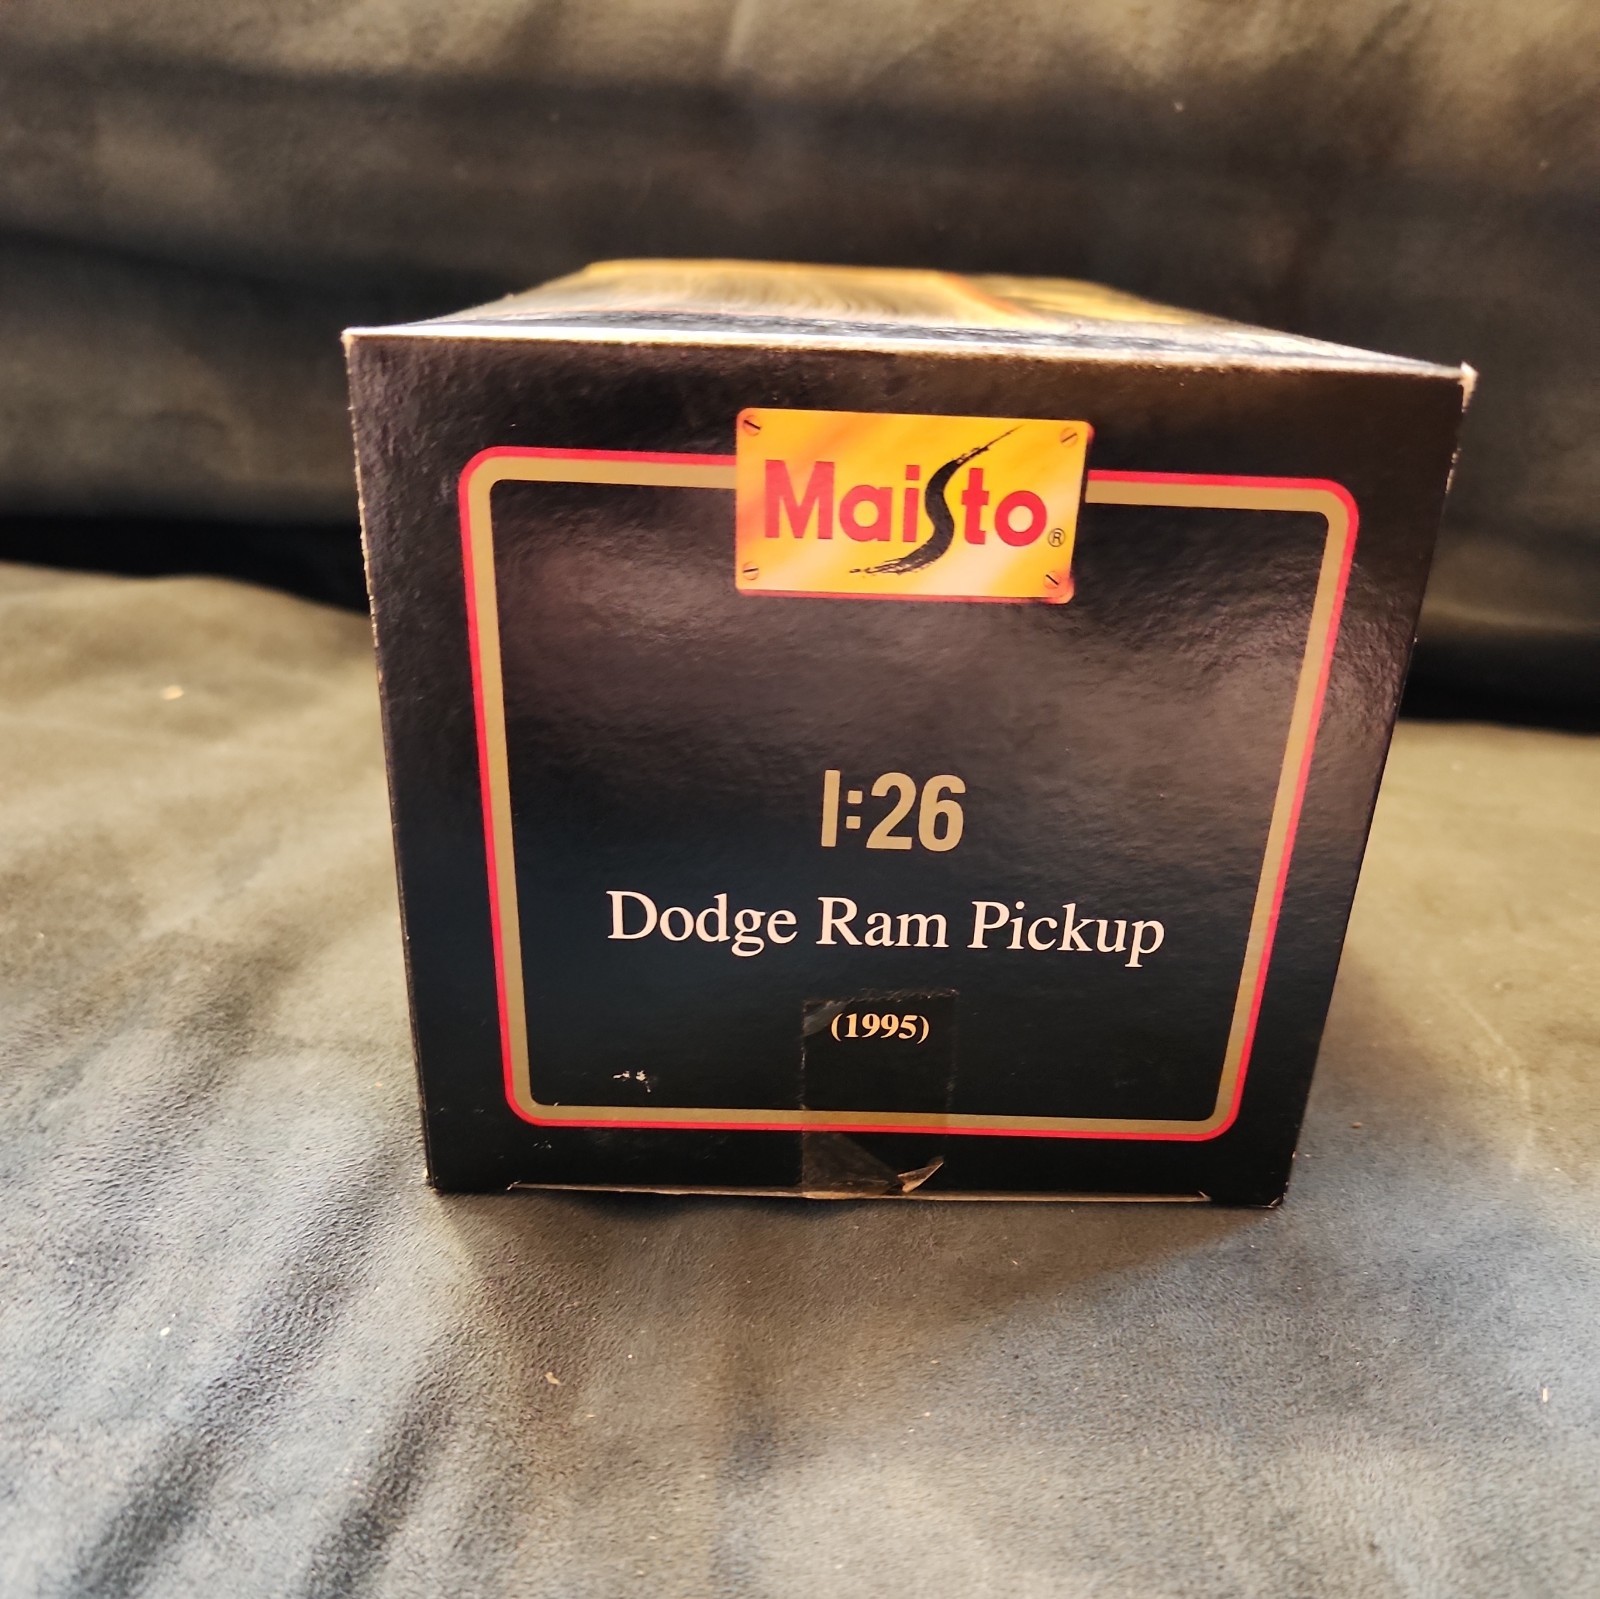 Maisto®
1:26
Dodge Ram Pickup
(1995)